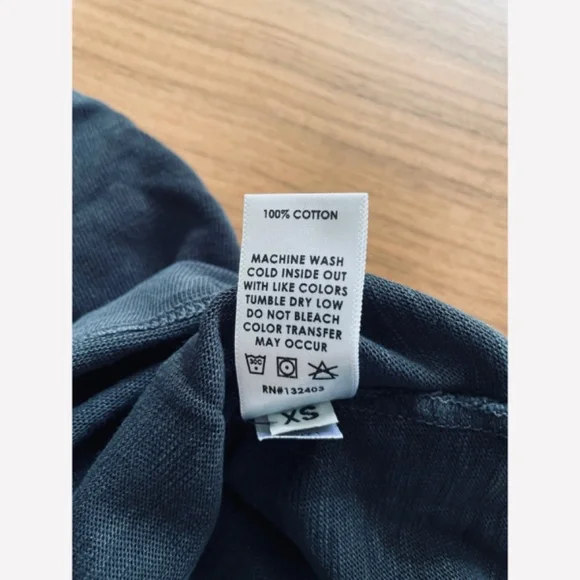 100% COTTON
MACHINE WASH
COLD INSIDE OUT
WITH LIKE COLORS
TUMBLE DRY LOW
DO NOT BLEACH
COLOR TRANSFER
MAY OCCUR
30C
RN#132403
XS